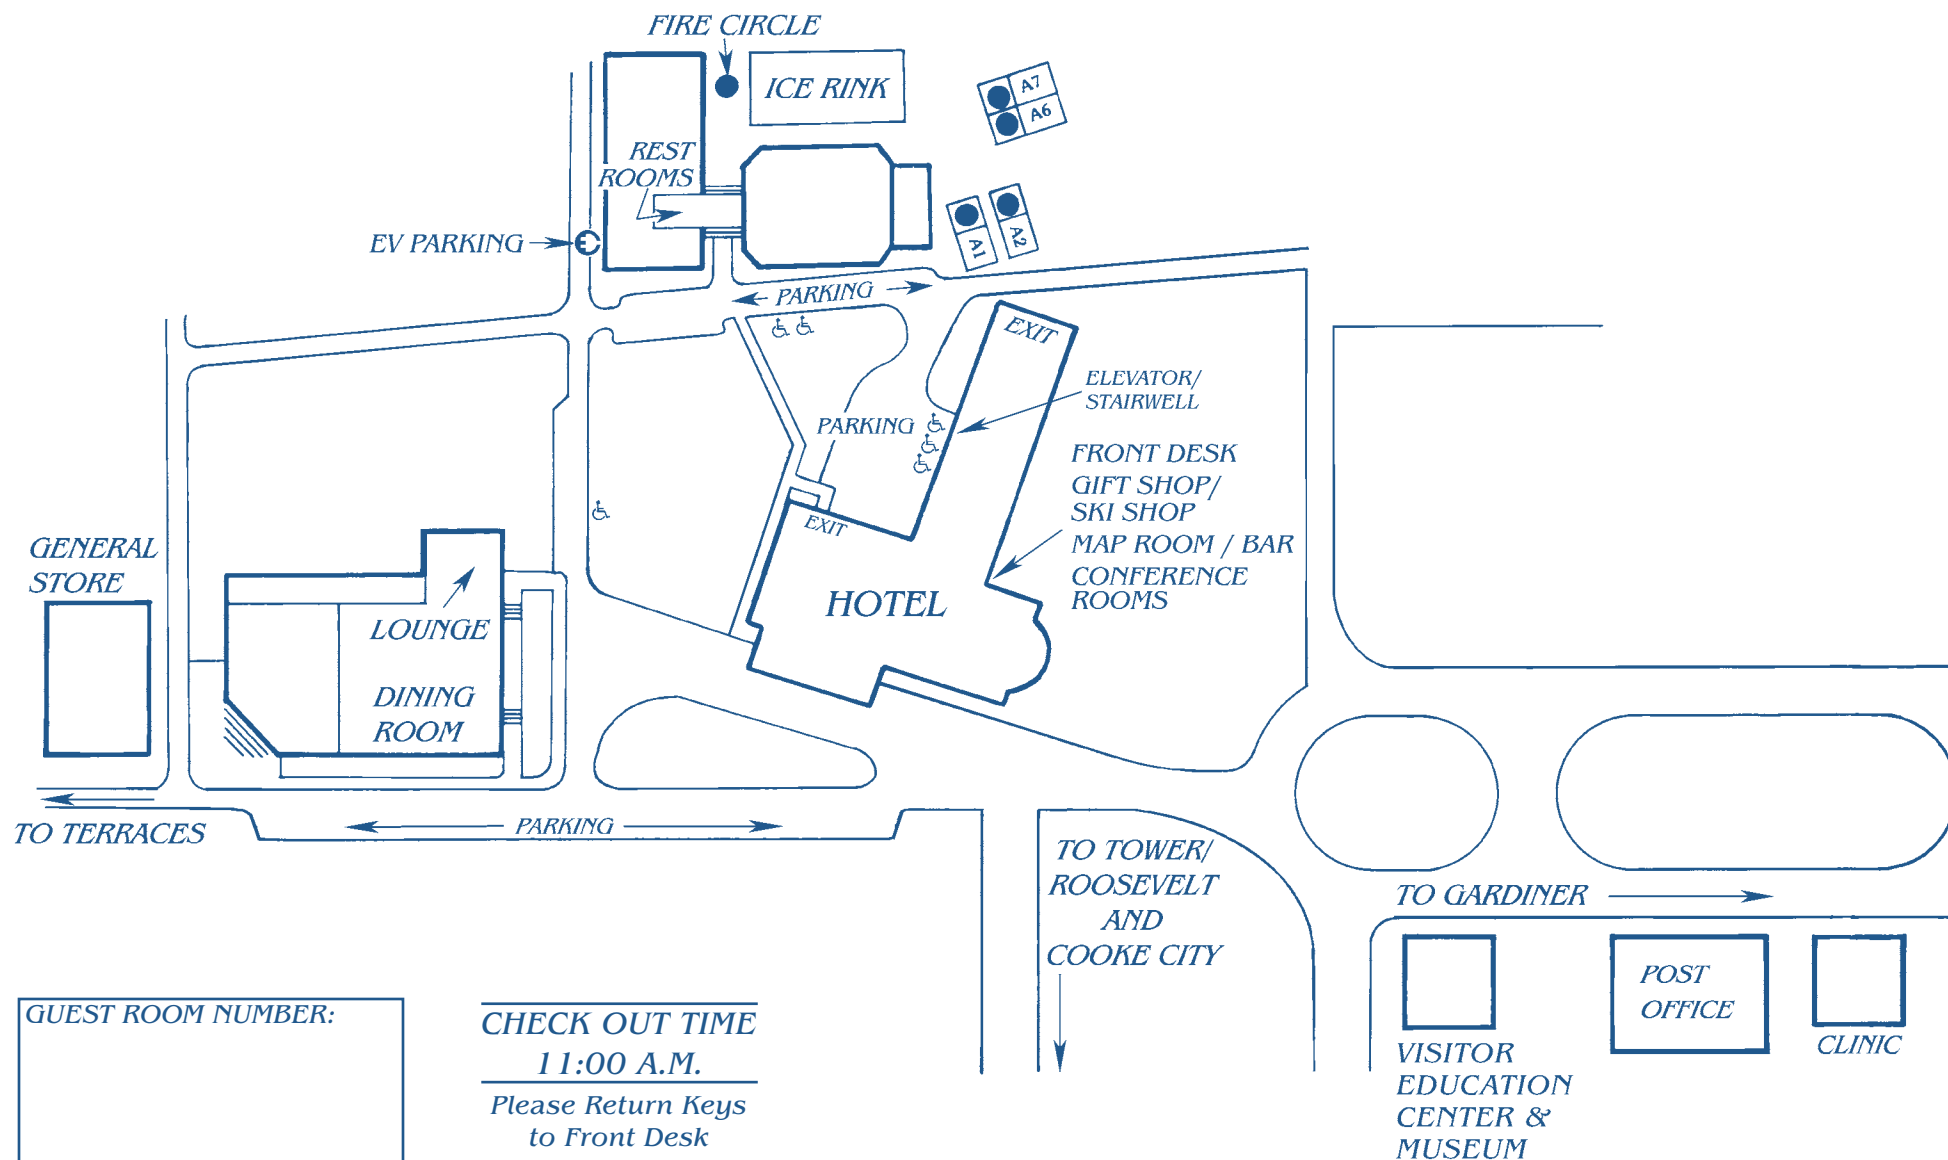 FIRE CIRCLE
ICE RINK
A7
A6
REST
ROOMS
EV PARKING
E
A1
A2
PARKING
EXIT
ELEVATOR/
STAIRWELL
PARKING
FRONT DESK
GIFT SHOP/
SKI SHOP
MAP ROOM / BAR
CONFERENCE
ROOMS
EXIT
HOTEL
GENERAL
STORE
LOUNGE
DINING
ROOM
TO TERRACES
PARKING
TO TOWER/
ROOSEVELT
AND
COOKE CITY
TO GARDINER
POST
OFFICE
CLINIC
VISITOR
EDUCATION
CENTER &
MUSEUM
GUEST ROOM NUMBER:
CHECK OUT TIME
11:00 A.M.
Please Return Keys
to Front Desk